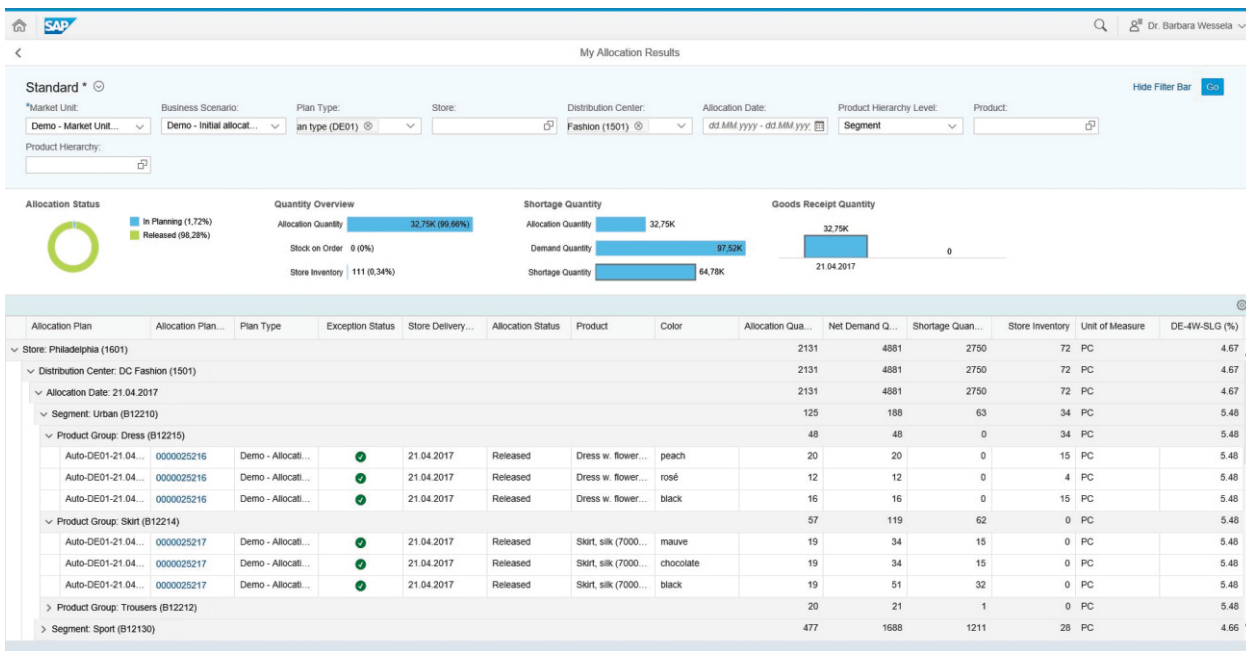 SAP
Dr. Barbara Wessela
My Allocation Results
Standard *
Hide Filter Bar Go
*Market Unit: Business Scenario: Plan Type: Store: Distribution Center: Allocation Date: Product Hierarchy Level: Product:
Demo - Market Unit... Demo - Initial allocat... an type (DE01) Fashion (1501) dd.MM.yyyy - dd.MM.yyy. Segment
Product Hierarchy:
Allocation Status Quantity Overview Shortage Quantity Goods Receipt Quantity
In Planning (1,72%)
Released (98,28%)
Allocation Quantity 32,75K (99,66%)
Stock on Order 0 (0%)
Store Inventory 111 (0,34%)
Allocation Quantity 32,75K
Demand Quantity 97,52K
Shortage Quantity 64,78K
32,75K 0
21.04.2017
Allocation Plan Allocation Plan... Plan Type Exception Status Store Delivery... Allocation Status Product Color Allocation Qua... Net Demand Q... Shortage Quan... Store Inventory Unit of Measure DE-4W-SLG (%)
Store: Philadelphia (1601) 2131 4881 2750 72 PC 4.67
Distribution Center: DC Fashion (1501) 2131 4881 2750 72 PC 4.67
Allocation Date: 21.04.2017 2131 4881 2750 72 PC 4.67
Segment: Urban (B12210) 125 188 63 34 PC 5.48
Product Group: Dress (B12215) 48 48 0 34 PC 5.48
Auto-DE01-21.04... 0000025216 Demo - Allocati... 21.04.2017 Released Dress w. flower... peach 20 20 0 15 PC 5.48
Auto-DE01-21.04... 0000025216 Demo - Allocati... 21.04.2017 Released Dress w. flower... rosé 12 12 0 4 PC 5.48
Auto-DE01-21.04... 0000025216 Demo - Allocati... 21.04.2017 Released Dress w. flower... black 16 16 0 15 PC 5.48
Product Group: Skirt (B12214) 57 119 62 0 PC 5.48
Auto-DE01-21.04... 0000025217 Demo - Allocati... 21.04.2017 Released Skirt, silk (7000... mauve 19 34 15 0 PC 5.48
Auto-DE01-21.04... 0000025217 Demo - Allocati... 21.04.2017 Released Skirt, silk (7000... chocolate 19 34 15 0 PC 5.48
Auto-DE01-21.04... 0000025217 Demo - Allocati... 21.04.2017 Released Skirt, silk (7000... black 19 51 32 0 PC 5.48
Product Group: Trousers (B12212) 20 21 1 0 PC 5.48
Segment: Sport (B12130) 477 1688 1211 28 PC 4.66